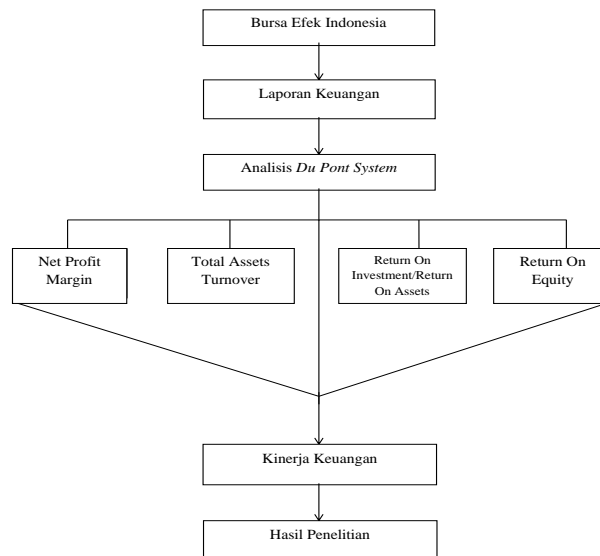 Bursa Efek Indonesia
Laporan Keuangan
Analisis Du Pont System
Net Profit
Margin
Total Assets
Turnover
Return On
Investment/Return
On Assets
Return On
Equity
Kinerja Keuangan
Hasil Penelitian